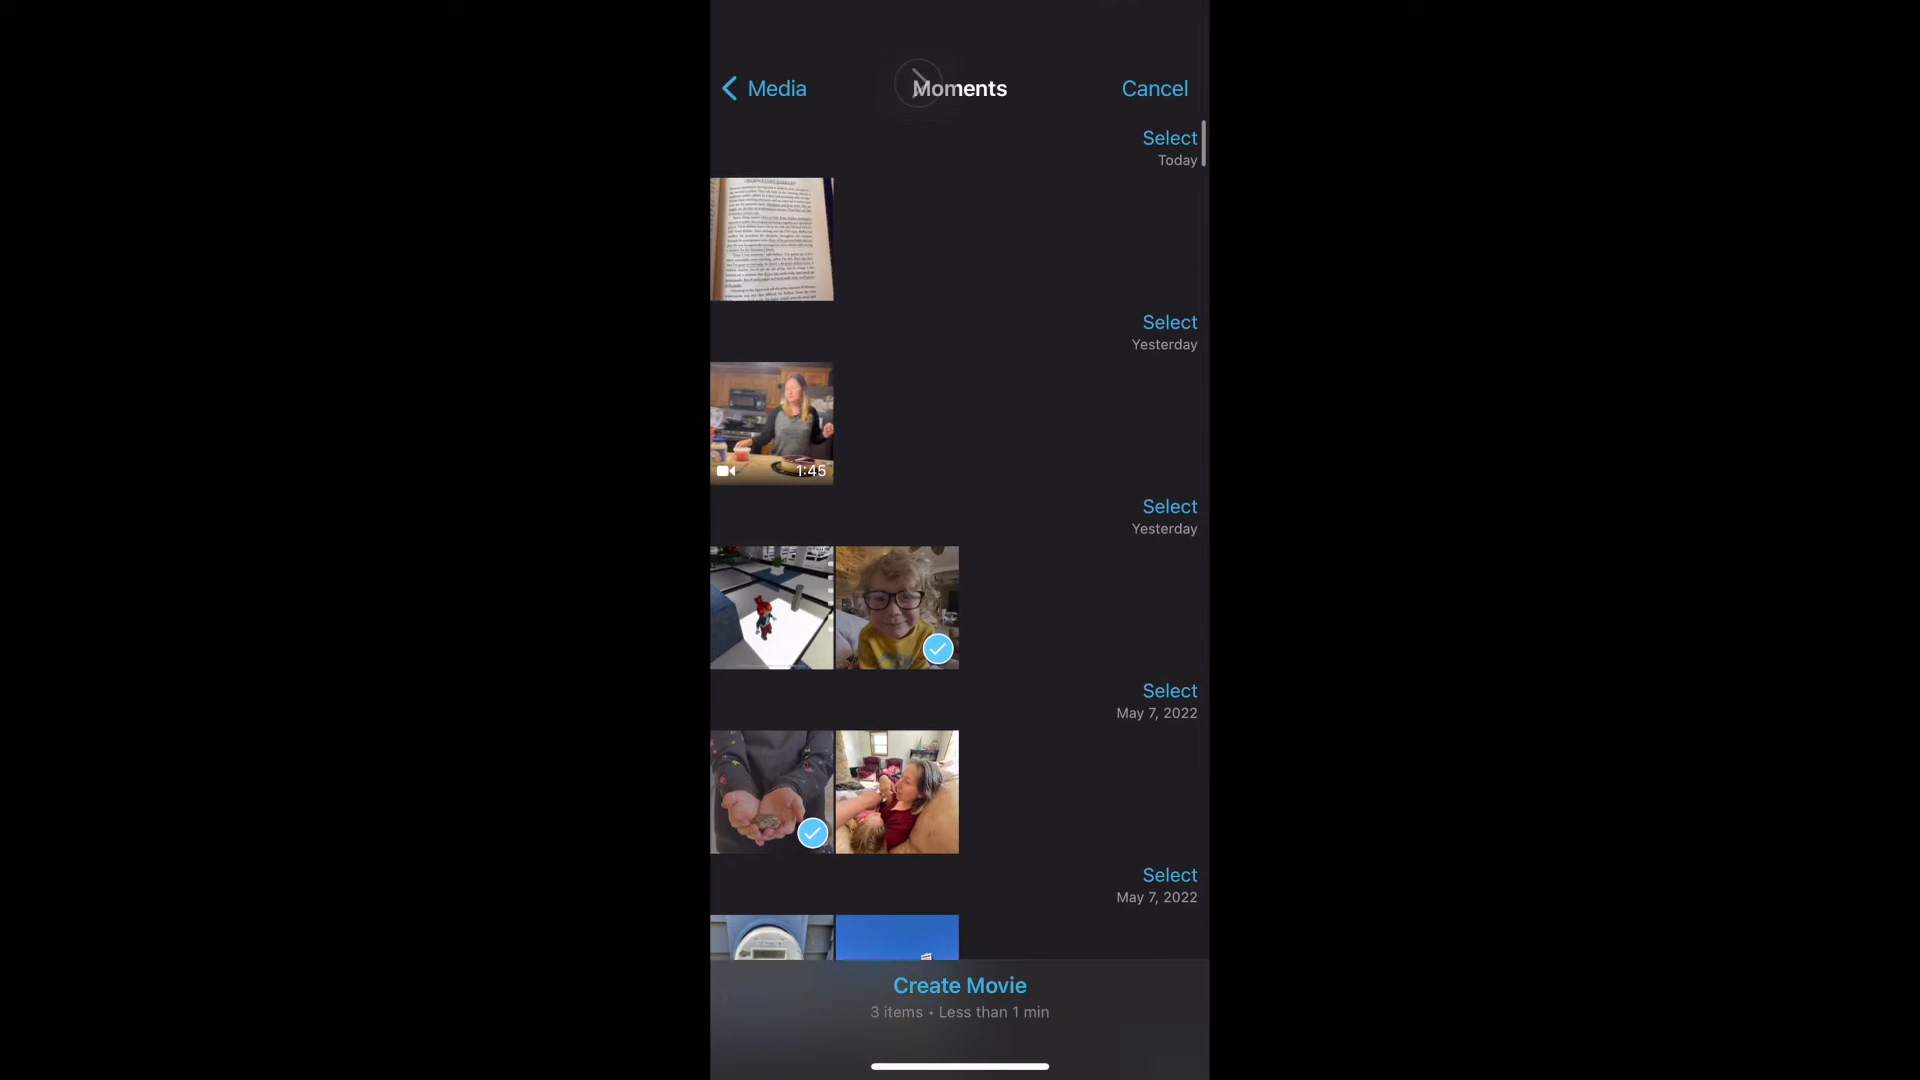 Media
Moments
Cancel
Select
Today
Select
Yesterday
1:45
Select
Yesterday
Select
May 7, 2022
Select
May 7, 2022
Create Movie
3 items • Less than 1 min